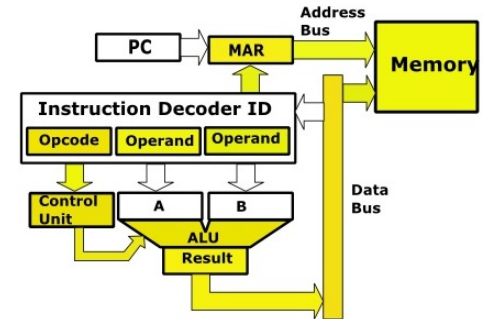 Address
Bus
PC
MAR
Memory
Instruction Decoder ID
Opcode
Operand
Operand
Control
Unit
A
B
Data
Bus
ALU
Result